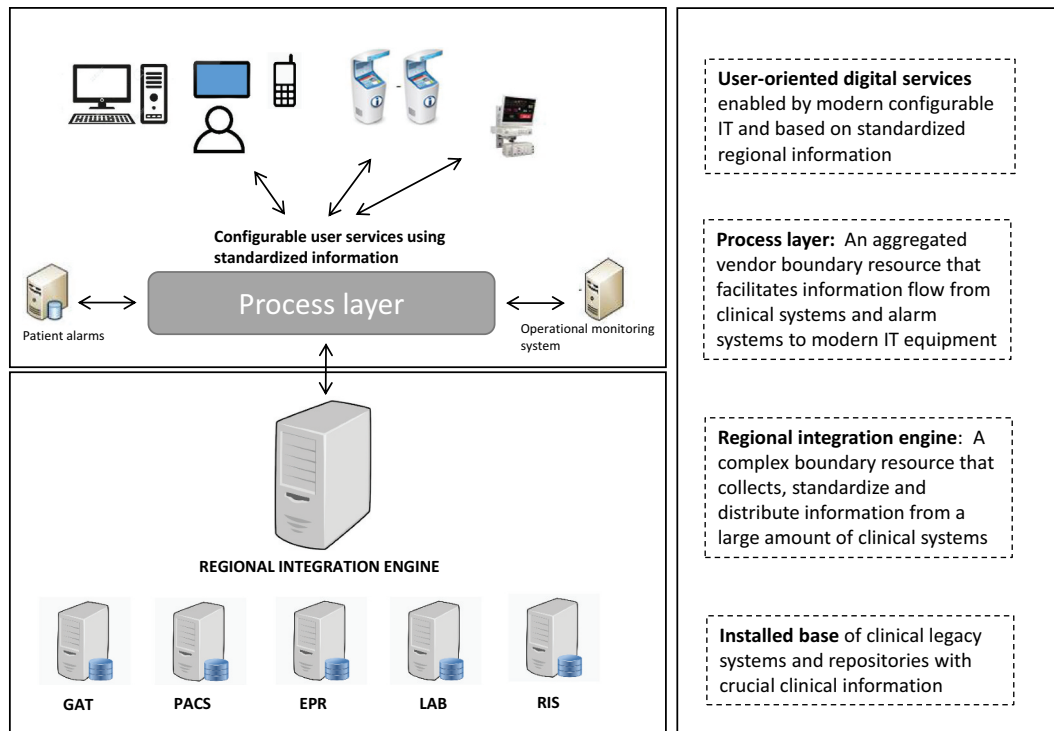 Configurable user services using
standardized information
Process layer
Patient alarms
Operational monitoring
system
REGIONAL INTEGRATION ENGINE
GAT
PACS
EPR
LAB
RIS
User-oriented digital services
enabled by modern configurable
IT and based on standardized
regional information
Process layer: An aggregated
vendor boundary resource that
facilitates information flow from
clinical systems and alarm
systems to modern IT equipment
Regional integration engine: A
complex boundary resource that
collects, standardize and
distribute information from a
large amount of clinical systems
Installed base of clinical legacy
systems and repositories with
crucial clinical information